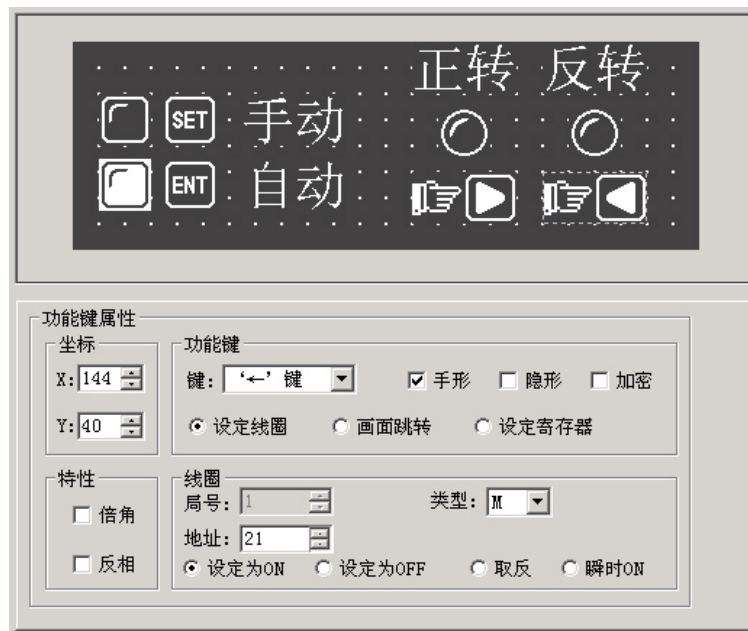 正转 反转
SET 手动
ENT 自动
功能键属性
坐标
X: 144
Y: 40
功能键
键: ‘←’键
手形 隐形 加密
设定线圈 画面跳转 设定寄存器
特性
倍角
反相
线圈
局号: 1 类型: M
地址: 21
设定为ON 设定为OFF 取反 瞬时ON